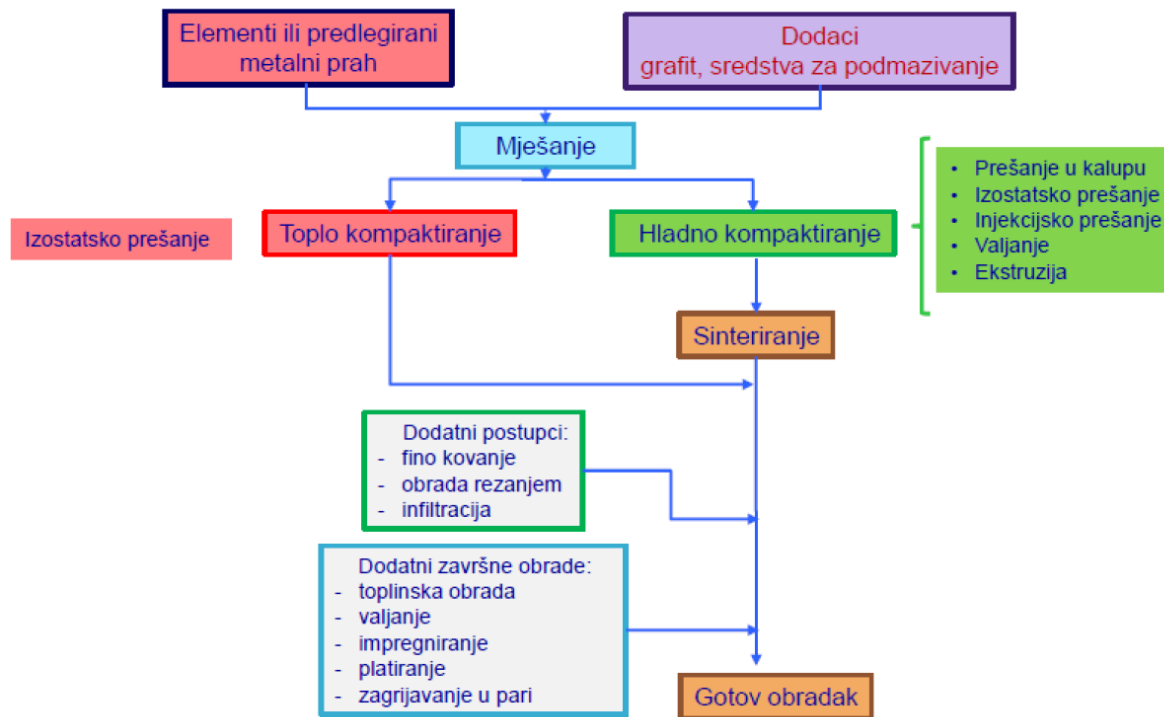 Elementi ili predlegirani
metalni prah
Dodaci
grafit, sredstva za podmazivanje
Mješanje
Izostatsko prešanje
Toplo kompaktiranje
Hladno kompaktiranje
• Prešanje u kalupu
• Izostatsko prešanje
• Injekcijsko prešanje
• Valjanje
• Ekstruzija
Sinteriranje
Dodatni postupci:
- fino kovanje
- obrada rezanjem
- infiltracija
Dodatni završne obrade:
- toplinska obrada
- valjanje
- impregniranje
- platiranje
- zagrijavanje u pari
Gotov obradak